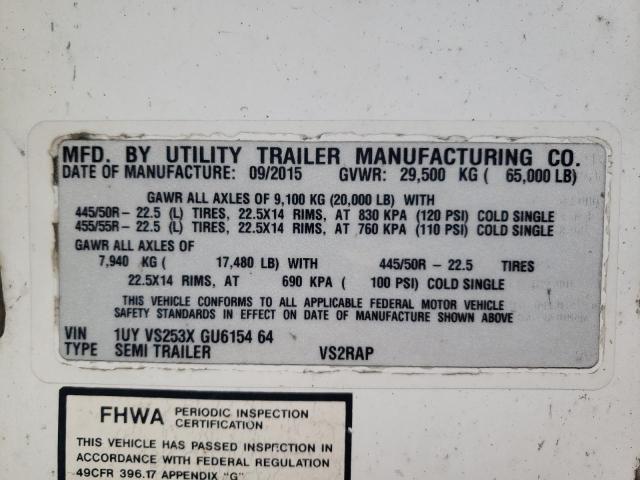 MFD. BY UTILITY TRAILER MANUFACTURING CO.
DATE OF MANUFACTURE: 09/2015 GVWR: 29,500 KG ( 65,000 LB)
GAWR ALL AXLES OF 9,100 KG (20,000 LB) WITH
445/50R- 22.5 (L) TIRES, 22.5X14 RIMS, AT 830 KPA (120 PSI) COLD SINGLE
455/55R- 22.5 (L) TIRES, 22.5X14 RIMS, AT 760 KPA (110 PSI) COLD SINGLE
GAWR ALL AXLES OF
7,940 KG ( 17,480 LB) WITH 445/50R - 22.5 TIRES
22.5X14 RIMS, AT 690 KPA ( 100 PSI) COLD SINGLE
THIS VEHICLE CONFORMS TO ALL APPLICABLE FEDERAL MOTOR VEHICLE
SAFETY STANDARDS IN EFFECT ON DATE OF MANUFACTURE SHOWN ABOVE
VIN 1UY VS253X GU6154 64
TYPE SEMI TRAILER VS2RAP
FHWA PERIODIC INSPECTION
CERTIFICATION
THIS VEHICLE HAS PASSED INSPECTION IN
ACCORDANCE WITH FEDERAL REGULATION
49CFR 396.17 APPENDIX "G"